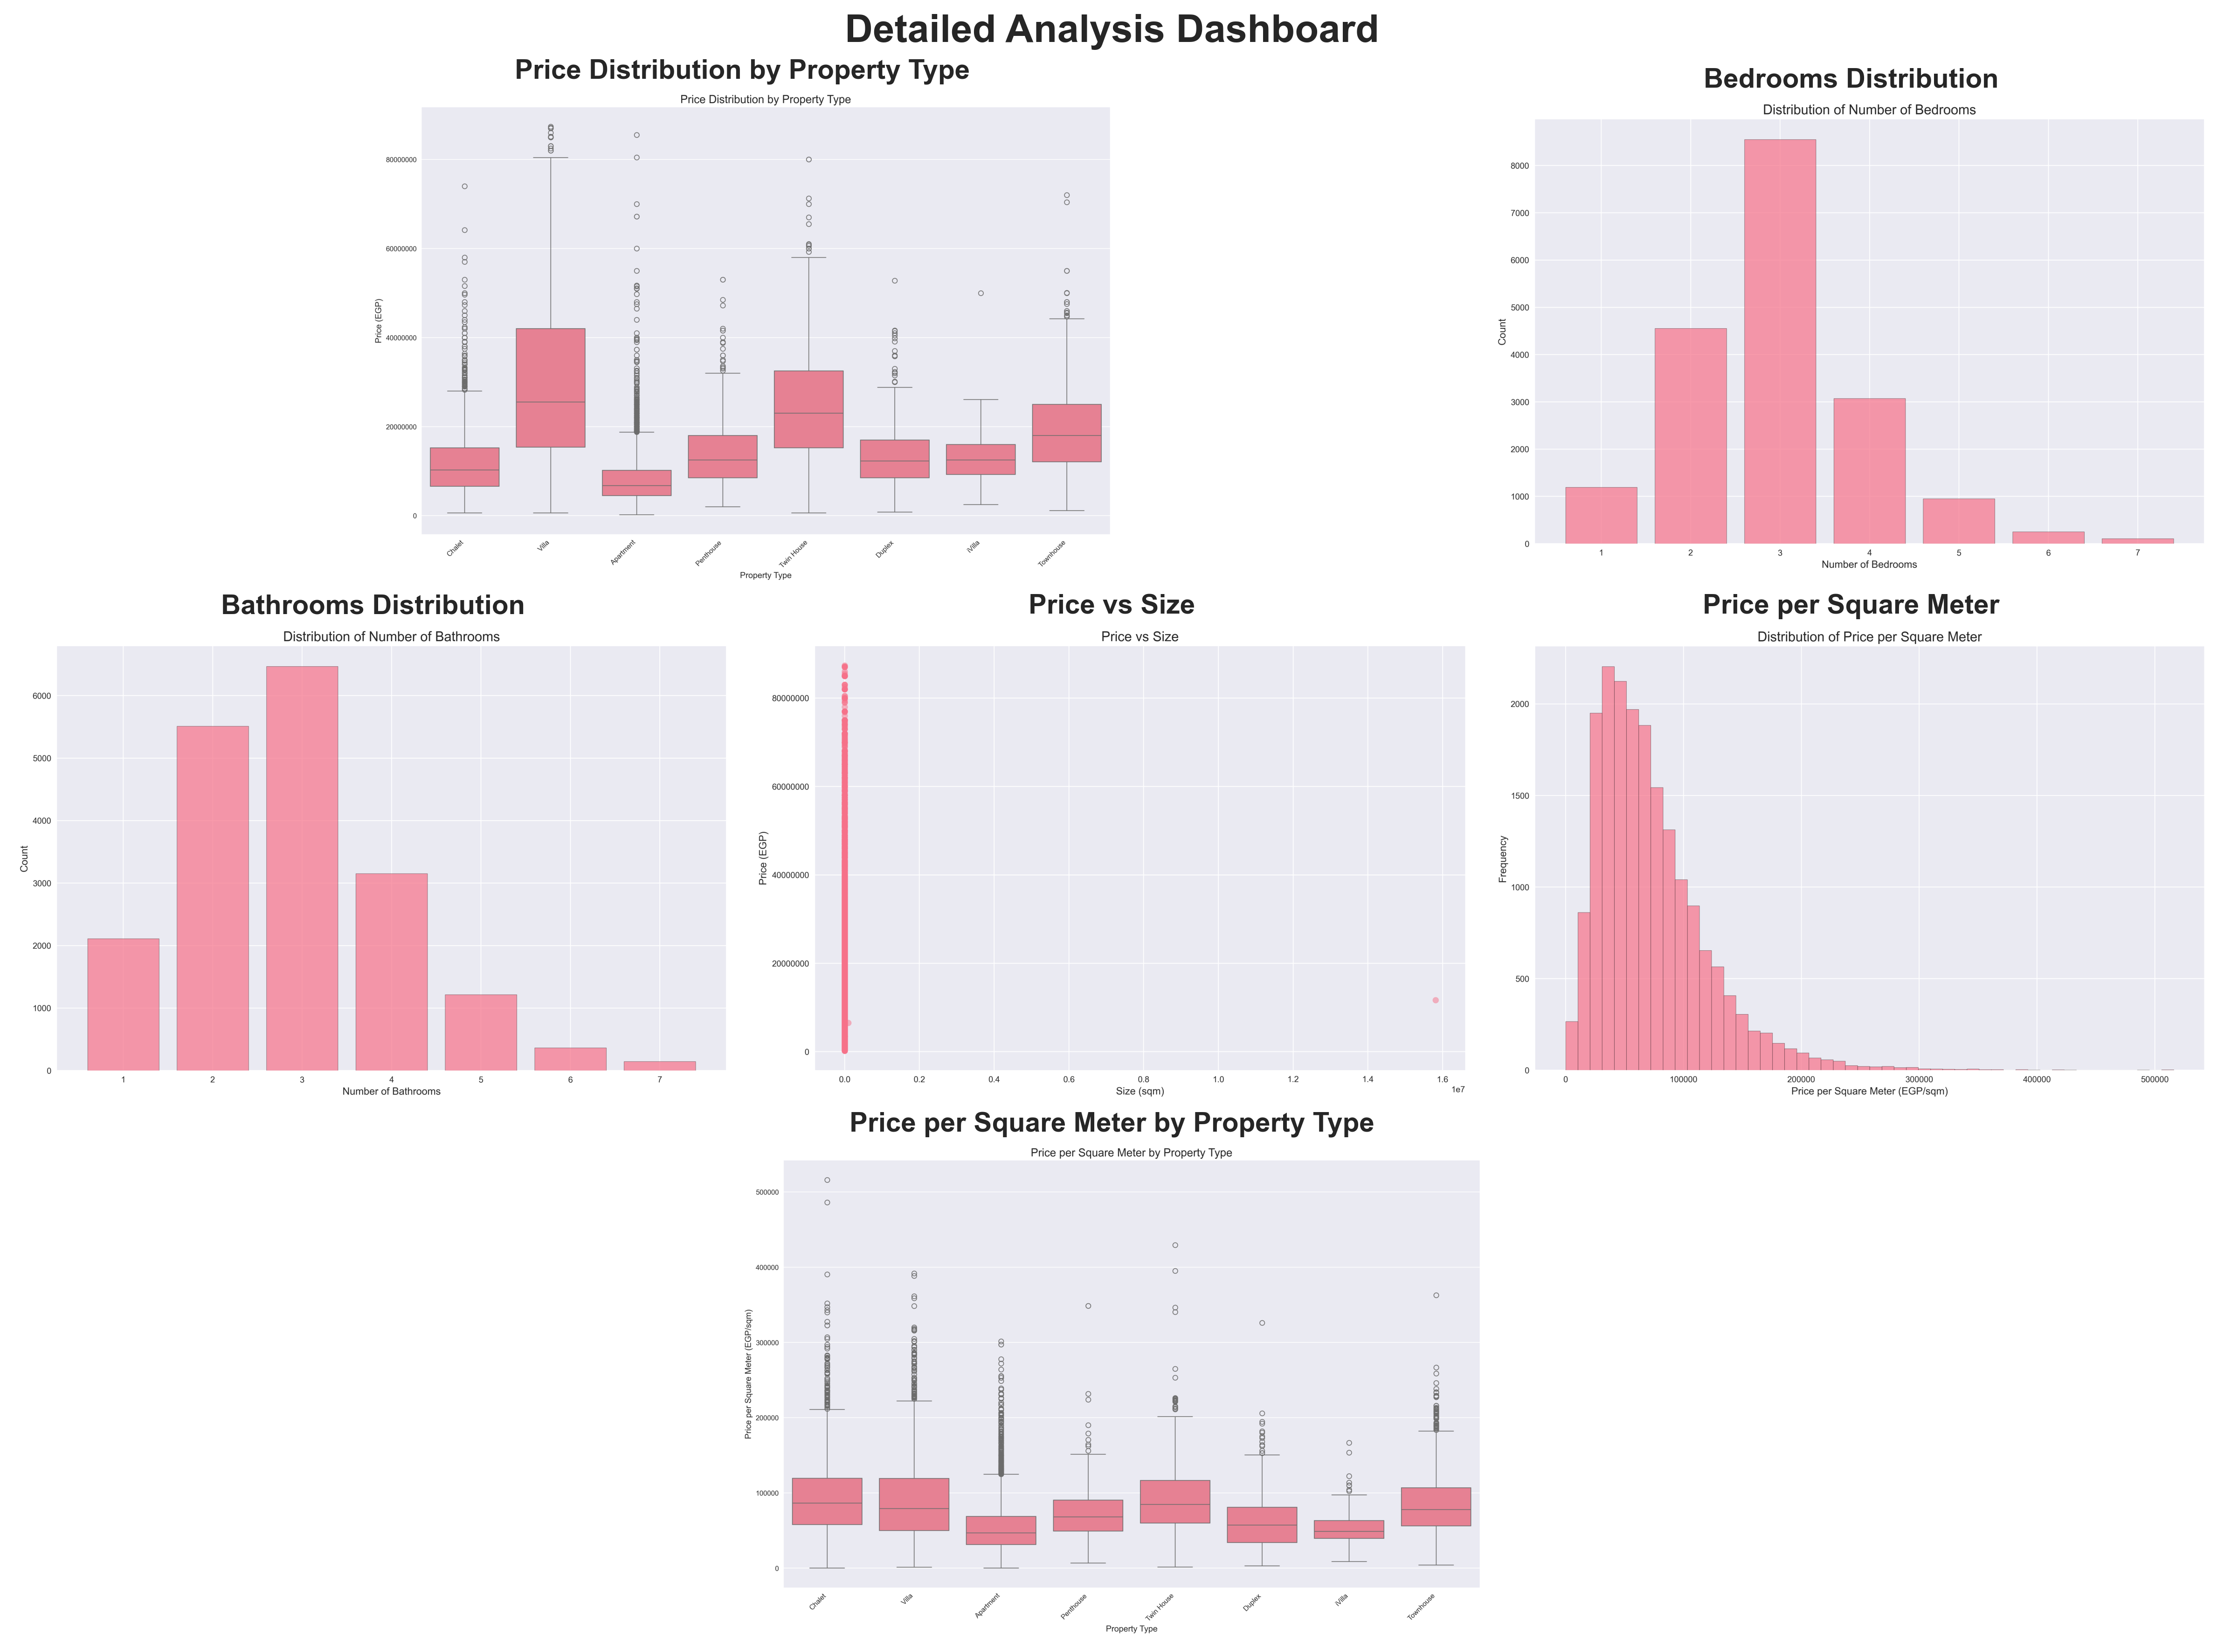 Detailed Analysis Dashboard
Price Distribution by Property Type
Price Distribution by Property Type
Price (EGP)
80000000
60000000
40000000
20000000
0
Chalet
Villa
Apartment
Penthouse
Twin House
Duplex
iVilla
Townhouse
Property Type
Bedrooms Distribution
Distribution of Number of Bedrooms
Count
8000
7000
6000
5000
4000
3000
2000
1000
0
1 2 3 4 5 6 7
Number of Bedrooms
Bathrooms Distribution
Distribution of Number of Bathrooms
Count
6000
5000
4000
3000
2000
1000
0
1 2 3 4 5 6 7
Number of Bathrooms
Price vs Size
Price vs Size
Price (EGP)
80000000
60000000
40000000
20000000
0
0.0 0.2 0.4 0.6 0.8 1.0 1.2 1.4 1.6
1e7
Size (sqm)
Price per Square Meter
Distribution of Price per Square Meter
Frequency
2000
1500
1000
500
0
0 100000 200000 300000 400000 500000
Price per Square Meter (EGP/sqm)
Price per Square Meter by Property Type
Price per Square Meter by Property Type
Price per Square Meter (EGP/sqm)
500000
400000
300000
200000
100000
0
Chalet
Villa
Apartment
Penthouse
Twin House
Duplex
iVilla
Townhouse
Property Type